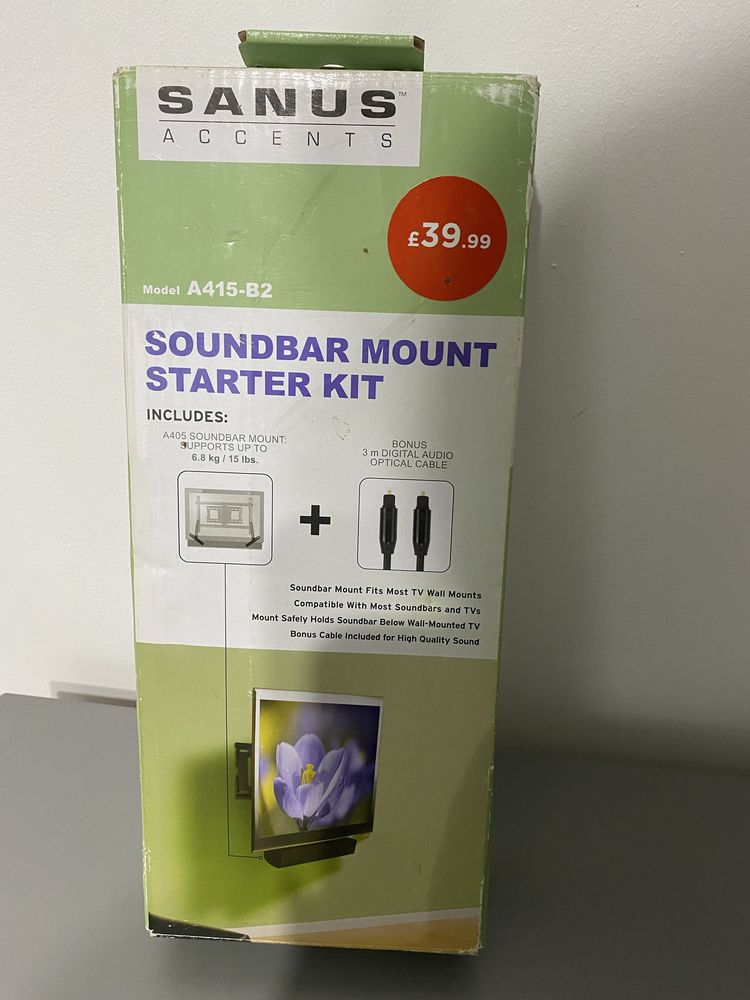 SANUS™
ACCENTS
£39.99
Model A415-B2
SOUNDBAR MOUNT
STARTER KIT
INCLUDES:
A405 SOUNDBAR MOUNT:
SUPPORTS UP TO
6.8 kg / 15 lbs.
+
BONUS
3 m DIGITAL AUDIO
OPTICAL CABLE
Soundbar Mount Fits Most TV Wall Mounts
Compatible With Most Soundbars and TVs
Mount Safely Holds Soundbar Below Wall-Mounted TV
Bonus Cable Included for High Quality Sound